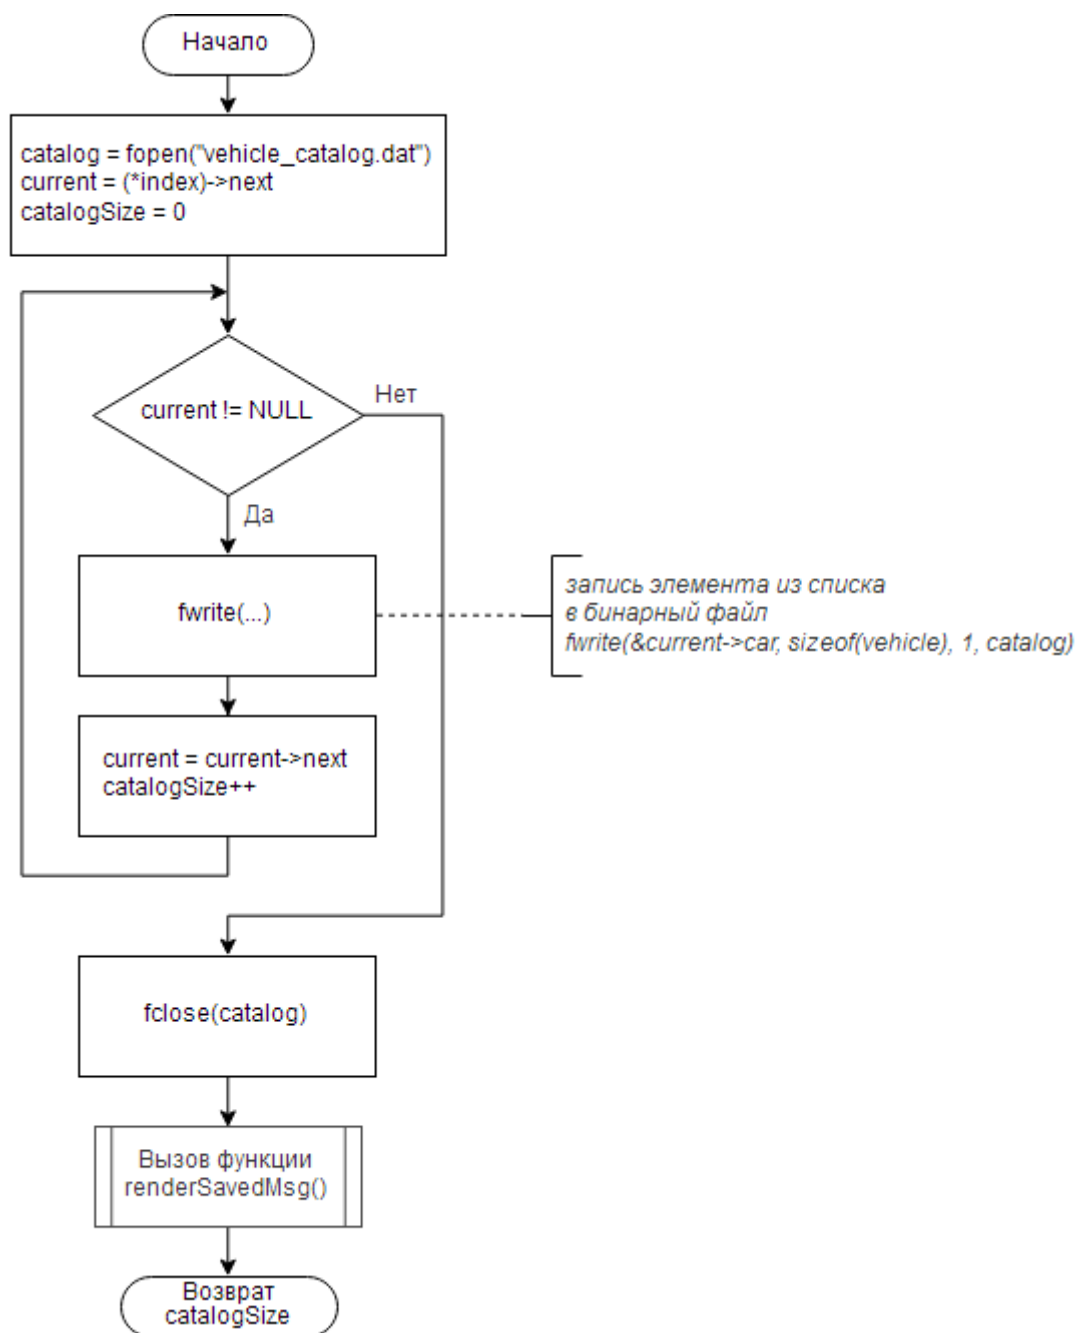 Начало
catalog = fopen("vehicle_catalog.dat")
current = (*index)->next
catalogSize = 0
current != NULL
Нет
Да
fwrite(...)
запись элемента из списка
в бинарный файл
fwrite(&current->car, sizeof(vehicle), 1, catalog)
current = current->next
catalogSize++
fclose(catalog)
Вызов функции
renderSavedMsg()
Возврат
catalogSize